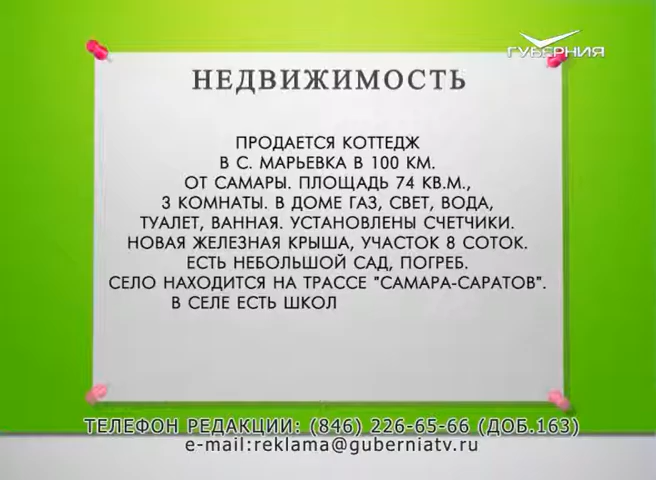 ГУБЕРНИЯ
НЕДВИЖИМОСТЬ
ПРОДАЕТСЯ КОТТЕДЖ
В С. МАРЬЕВКА В 100 КМ.
ОТ САМАРЫ. ПЛОЩАДЬ 74 КВ.М.,
3 КОМНАТЫ. В ДОМЕ ГАЗ, СВЕТ, ВОДА,
ТУАЛЕТ, ВАННАЯ. УСТАНОВЛЕНЫ СЧЕТЧИКИ.
НОВАЯ ЖЕЛЕЗНАЯ КРЫША, УЧАСТОК 8 СОТОК.
ЕСТЬ НЕБОЛЬШОЙ САД, ПОГРЕБ.
СЕЛО НАХОДИТСЯ НА ТРАССЕ "САМАРА-САРАТОВ".
В СЕЛЕ ЕСТЬ ШКОЛ
ТЕЛЕФОН РЕДАКЦИИ: (846) 226-65-66 (ДОБ.163)
e-mail:reklama@guberniatv.ru